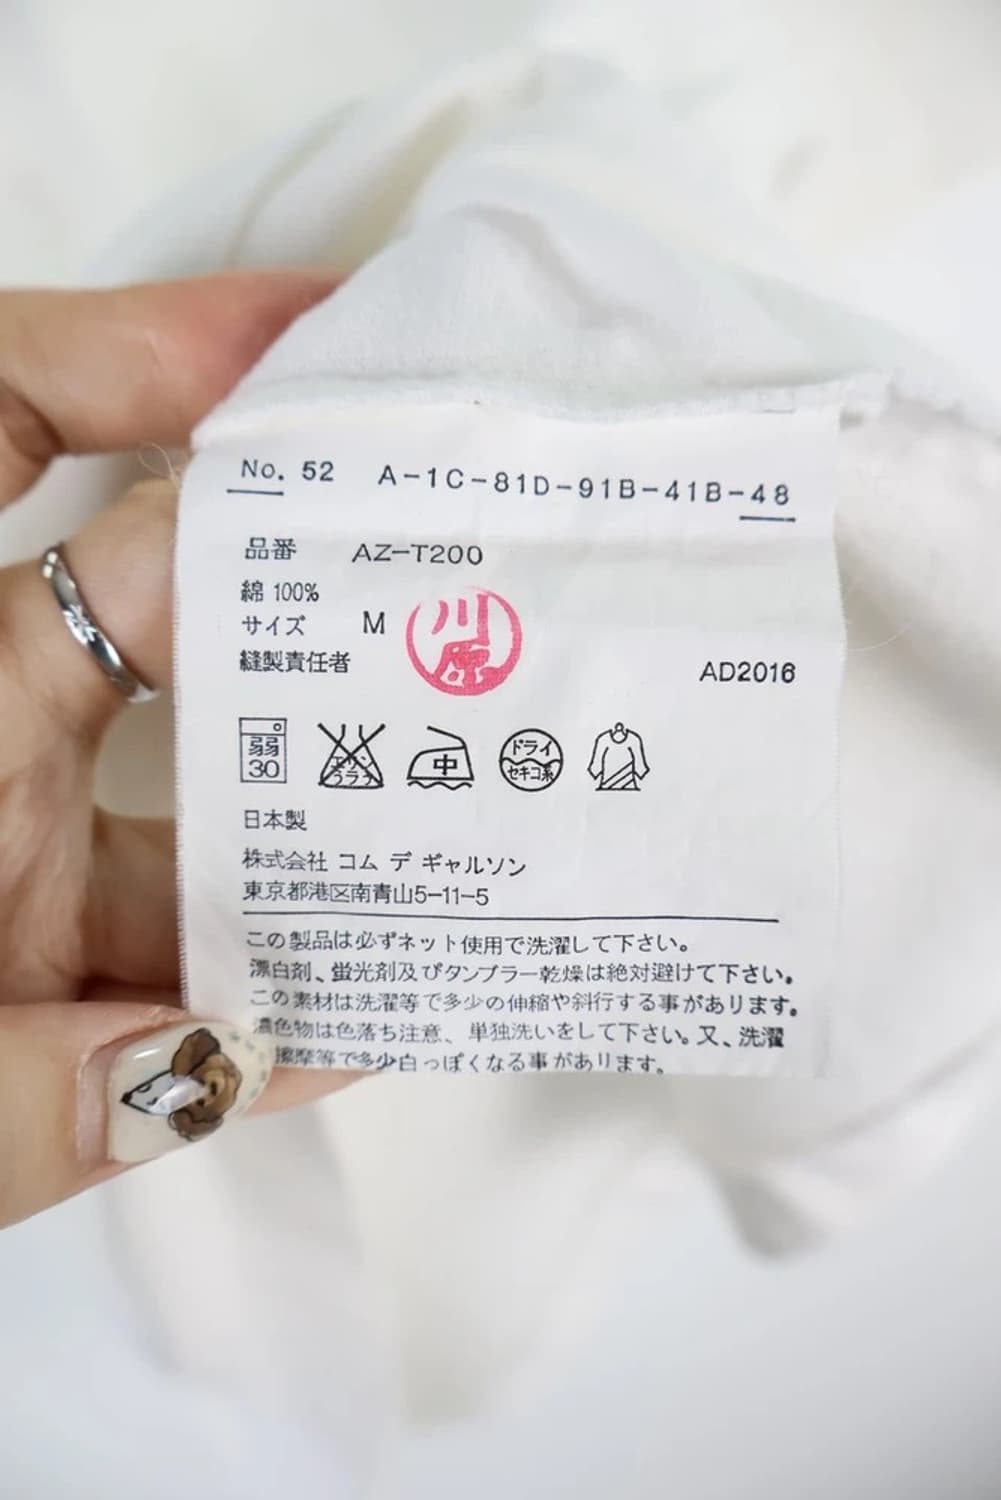 No. 52 A-1C-81D-91B-41B-48
品番 AZ-T200
綿 100%
サイズ M
川原
縫製責任者
AD2016
弱
30
エンソ
サラシ
中
ドライ
セキユ系
日本製
株式会社 コム デ ギャルソン
東京都港区南青山5-11-5
この製品は必ずネット使用で洗濯して下さい。
漂白剤、蛍光剤及びタンブラー乾燥は絶対避けて下さい。
この素材は洗濯等で多少の伸縮や斜行する事があります。
濃色物は色落ち注意、単独洗いをして下さい。又、洗濯
擦摩等で多少白っぽくなる事があります。